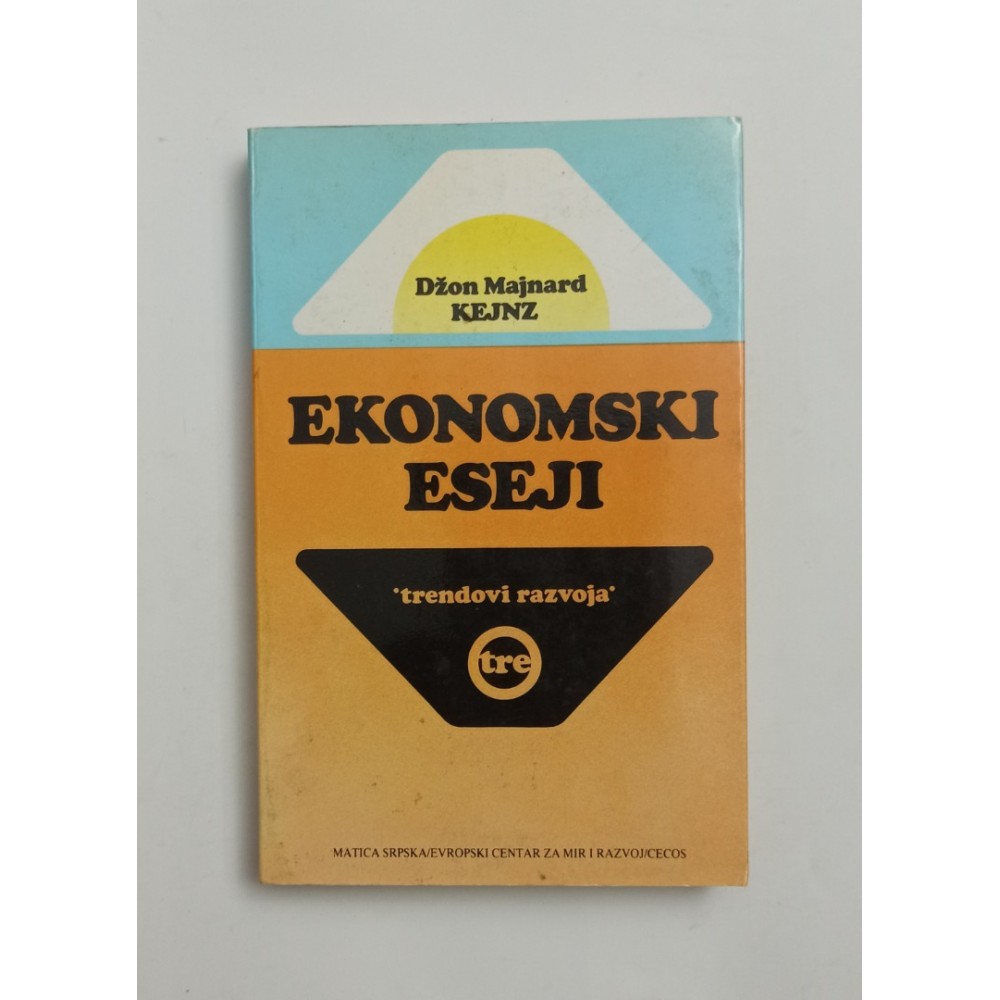 Džon Majnard
KEJNZ
EKONOMSKI
ESEJI
"trendovi razvoja"
tre
MATICA SRPSKA/EVROPSKI CENTAR ZA MIR I RAZVOJ/CECOS